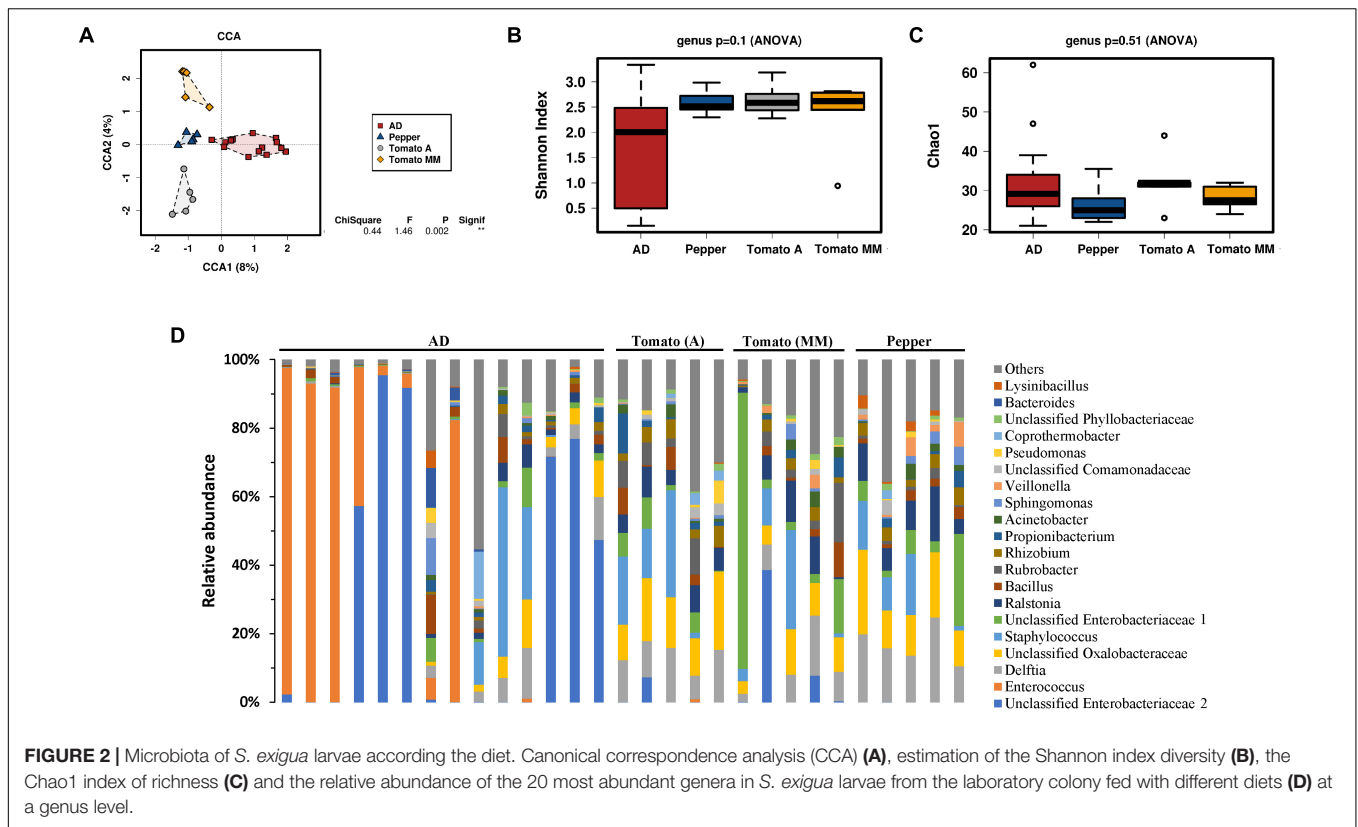 A
CCA
CCA2 (4%)
2
1
0
-1
-2
-2 -1 0 1 2
CCA1 (8%)
AD
Pepper
Tomato A
Tomato MM
ChiSquare F P Signif
0.44 1.46 0.002 **
B
genus p=0.1 (ANOVA)
Shannon Index
3.0
2.5
2.0
1.0
0.5
AD Pepper Tomato A Tomato MM
C
genus p=0.51 (ANOVA)
Chao1
60
50
40
30
20
AD Pepper Tomato A Tomato MM
D
AD Tomato (A) Tomato (MM) Pepper
Relative abundance
100%
80%
60%
40%
20%
0%
Others
Lysinibacillus
Bacteroides
Unclassified Phyllobacteriaceae
Coprothermobacter
Pseudomonas
Unclassified Comamonadaceae
Veillonella
Sphingomonas
Acinetobacter
Propionibacterium
Rhizobium
Rubrobacter
Bacillus
Ralstonia
Unclassified Enterobacteriaceae 1
Staphylococcus
Unclassified Oxalobacteraceae
Delftia
Enterococcus
Unclassified Enterobacteriaceae 2
FIGURE 2 | Microbiota of S. exigua larvae according the diet. Canonical correspondence analysis (CCA) (A), estimation of the Shannon index diversity (B), the
Chao1 index of richness (C) and the relative abundance of the 20 most abundant genera in S. exigua larvae from the laboratory colony fed with different diets (D) at
a genus level.